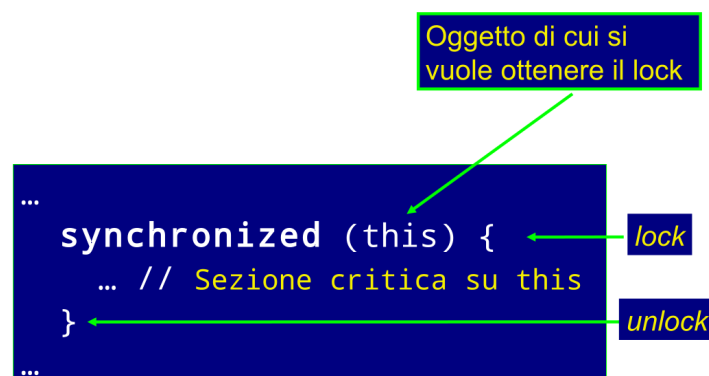 Oggetto di cui si
vuole ottenere il lock
…
synchronized (this) {
lock
… // Sezione critica su this
}
unlock
…